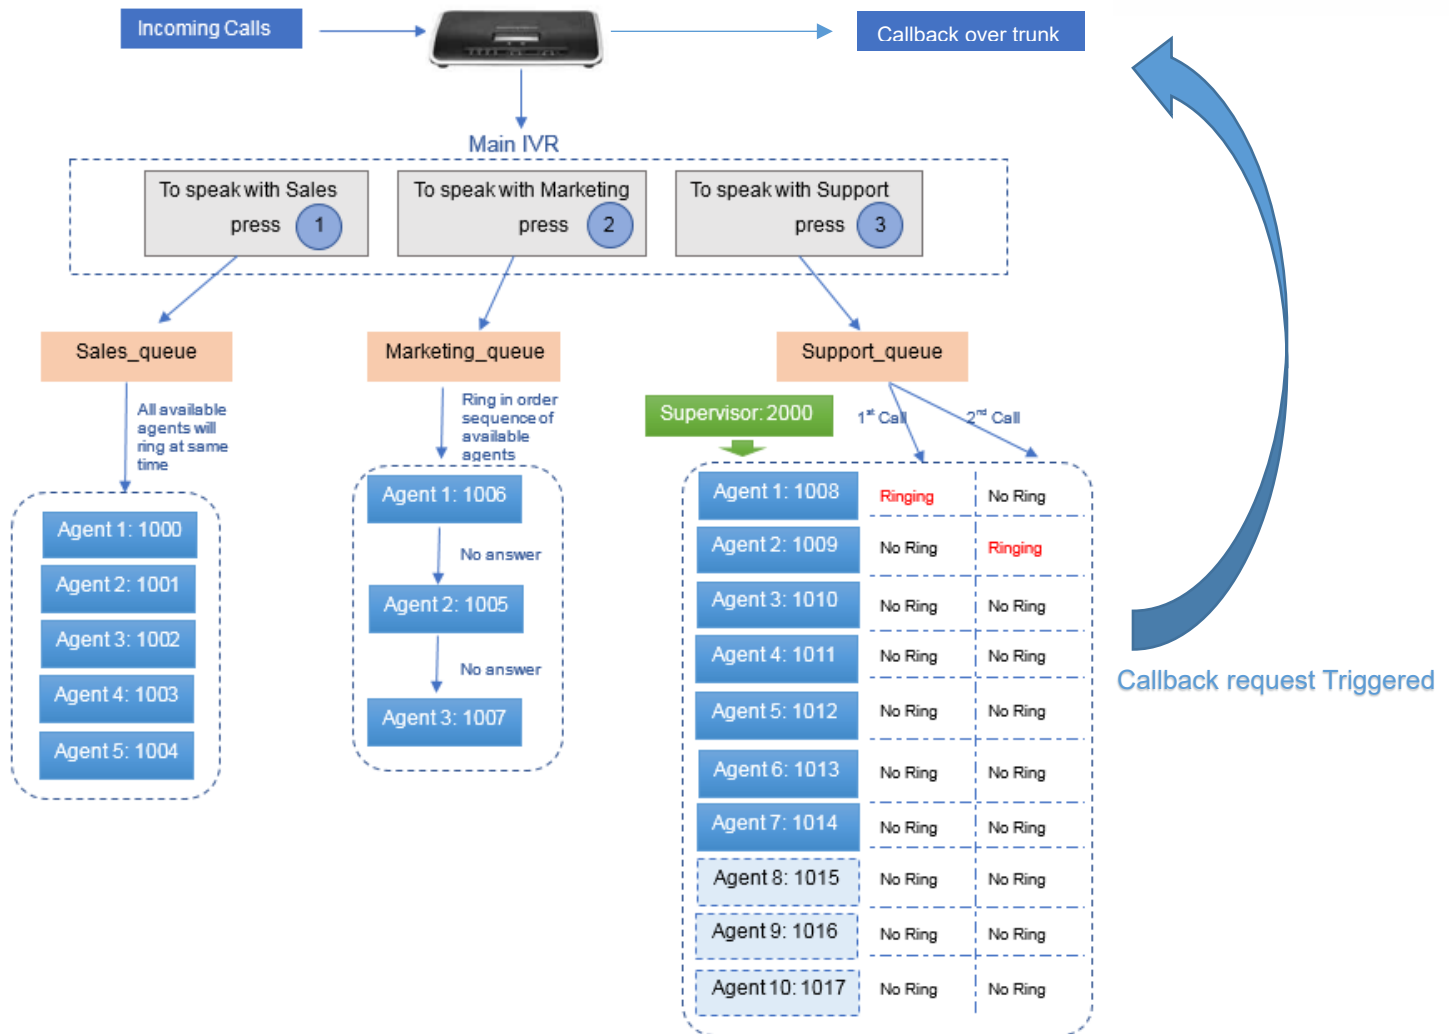 Incoming Calls
Callback over trunk
Main IVR
To speak with Sales
press 1
To speak with Marketing
press 2
To speak with Support
press 3
Sales_queue
Marketing_queue
Support_queue
All available
agents will
ring at same
time
Ring in order
sequence of
available
agents
Supervisor: 2000
1st Call
2nd Call
Agent 1: 1000
Agent 2: 1001
Agent 3: 1002
Agent 4: 1003
Agent 5: 1004
Agent 1: 1006
No answer
Agent 2: 1005
No answer
Agent 3: 1007
Agent 1: 1008 Ringing No Ring
Agent 2: 1009 No Ring Ringing
Agent 3: 1010 No Ring No Ring
Agent 4: 1011 No Ring No Ring
Agent 5: 1012 No Ring No Ring
Agent 6: 1013 No Ring No Ring
Agent 7: 1014 No Ring No Ring
Agent 8: 1015 No Ring No Ring
Agent 9: 1016 No Ring No Ring
Agent 10: 1017 No Ring No Ring
Callback request Triggered